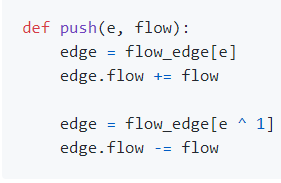 def push(e, flow):
    edge = flow_edge[e]
    edge.flow += flow

    edge = flow_edge[e ^ 1]
    edge.flow -= flow